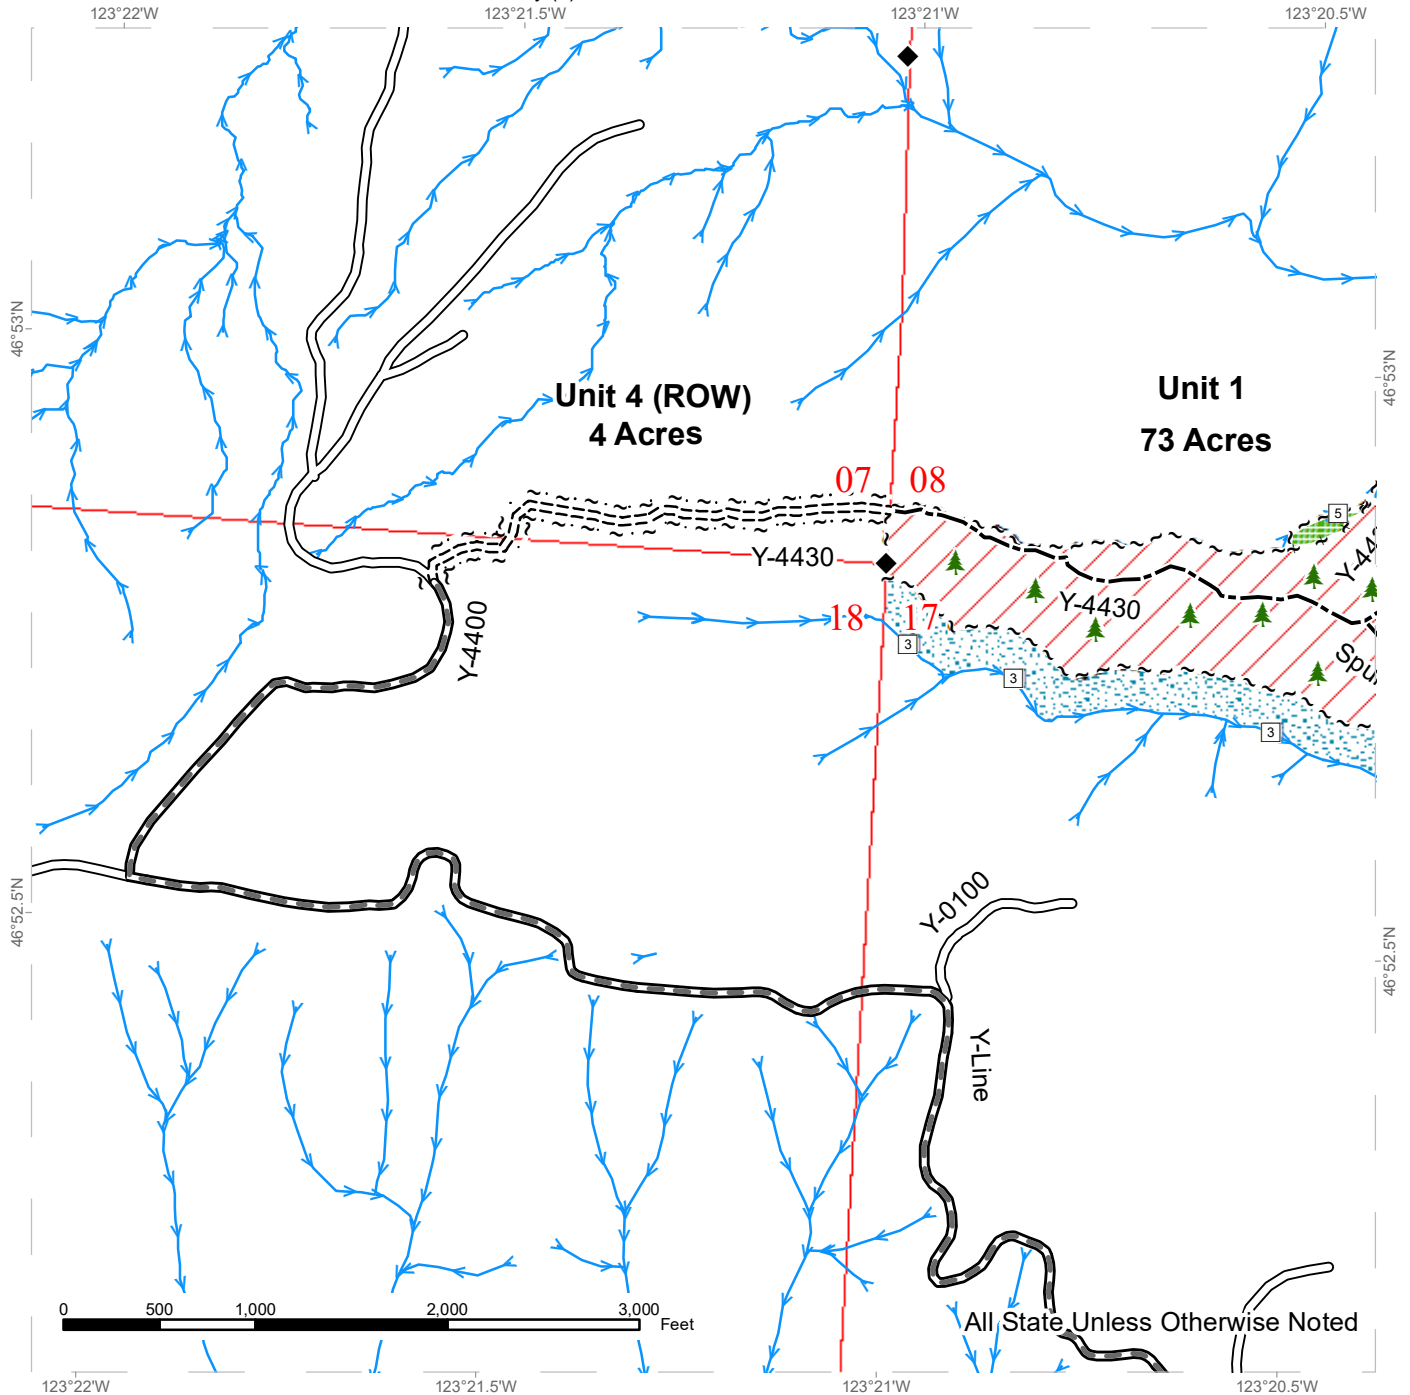 123°22'W
123°21.5'W
123°21'W
123°20.5'W
46°53'N
46°53'N
Unit 4 (ROW)
4 Acres
Unit 1
73 Acres
07
08
5
Y-4430
Y-4430
18
17
Y-4400
3
3
3
46°52.5'N
46°52.5'N
Y-0100
Y-Line
0
500
1,000
2,000
3,000
Feet
All State Unless Otherwise Noted
123°22'W
123°21.5'W
123°21'W
123°20.5'W